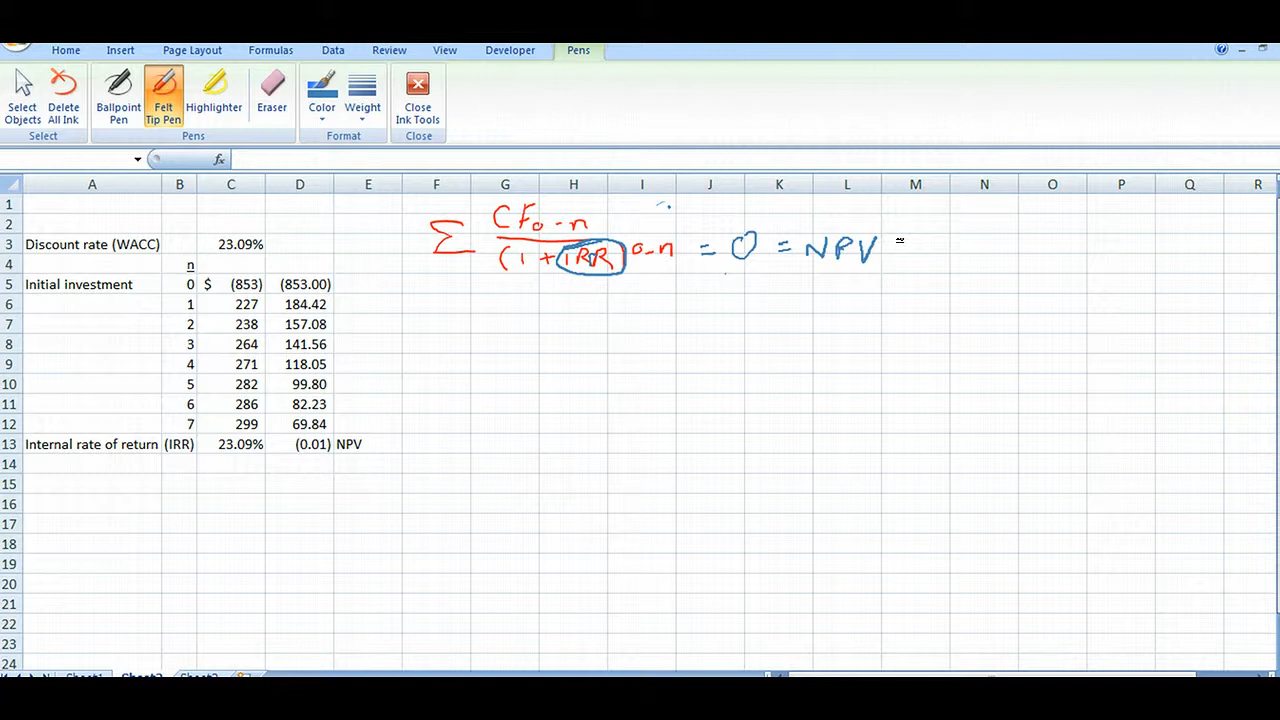 Home Insert Page Layout Formulas Data Review View Developer Pens
Select Objects Delete All Ink Ballpoint Pen Felt Tip Pen Highlighter Eraser Color Weight Close Ink Tools
Select Pens Format Close
fx
A B C D E F G H I J K L M N O P Q R
1
2 CF0-n
3 Discount rate (WACC) 23.09% Σ (1 + IRR) 0-n = 0 = NPV =
4 n
5 Initial investment 0 $ (853) (853.00)
6 1 227 184.42
7 2 238 157.08
8 3 264 141.56
9 4 271 118.05
10 5 282 99.80
11 6 286 82.23
12 7 299 69.84
13 Internal rate of return (IRR) 23.09% (0.01) NPV
14
15
16
17
18
19
20
21
22
23
24
Sheet1 Sheet2 Sheet3